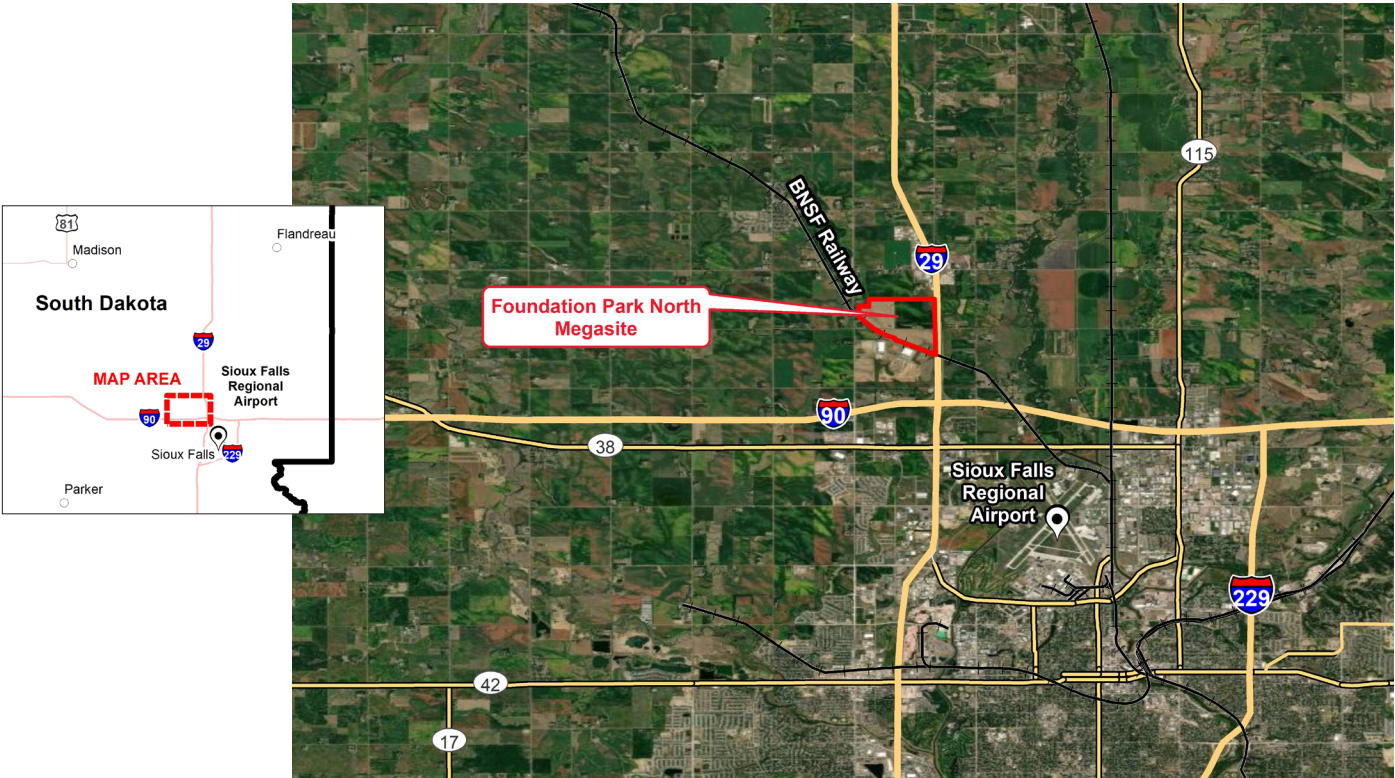 81
Madison
Flandreau
South Dakota
29
MAP AREA
Sioux Falls
Regional
Airport
90
Sioux Falls
229
Parker
115
BNSF Railway
29
Foundation Park North
Megasite
90
38
Sioux Falls
Regional
Airport
229
42
17